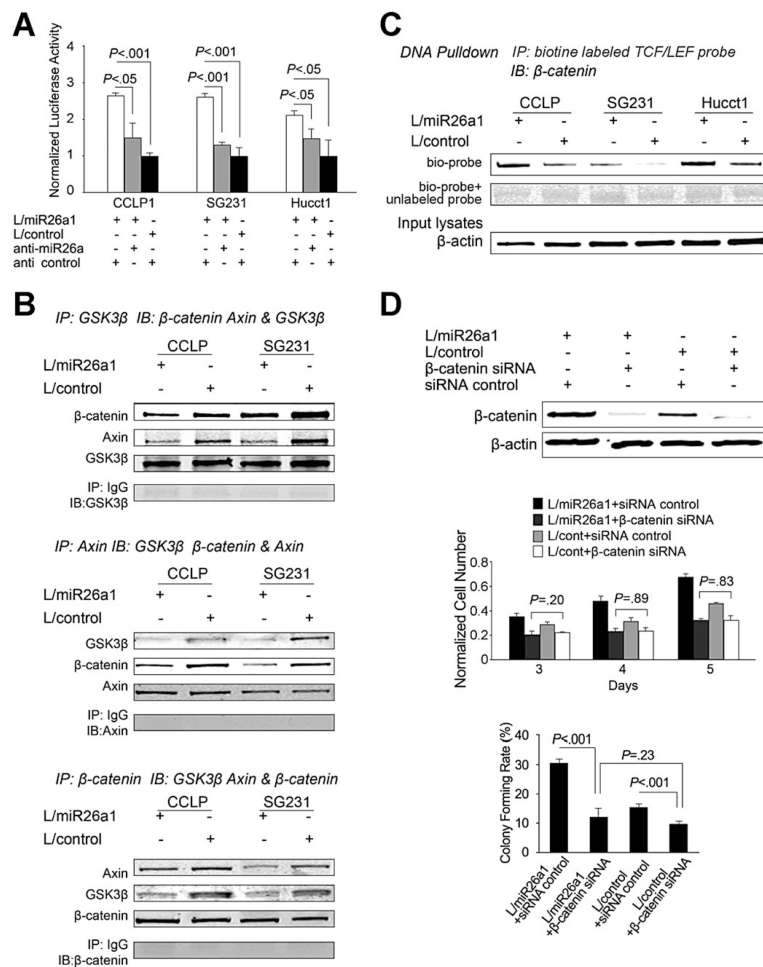 A
Normalized Luciferase Activity
4
3
2
1
P<.001
P<.05
P<.001
P<.001
P<.05
P<.05
CCLP1 SG231 Hucct1
L/miR26a1 + + - + + - + + -
L/control - - + - - + - - +
anti-miR26a - + - - + - - + -
anti control + - + + - + + - +
B
IP: GSK3β IB: β-catenin Axin & GSK3β
CCLP SG231
L/miR26a1 + - + -
L/control - + - +
β-catenin
Axin
GSK3β
IP: IgG
IB:GSK3β
IP: Axin IB: GSK3β β-catenin & Axin
CCLP SG231
L/miR26a1 + - + -
L/control - + - +
GSK3β
β-catenin
Axin
IP: IgG
IB:Axin
IP: β-catenin IB: GSK3β Axin & β-catenin
CCLP SG231
L/miR26a1 + - + -
L/control - + - +
Axin
GSK3β
β-catenin
IP: IgG
IB:β-catenin
C
DNA Pulldown IP: biotine labeled TCF/LEF probe
IB: β-catenin
CCLP SG231 Hucct1
L/miR26a1 + - + - + -
L/control - + - + - +
bio-probe
bio-probe+
unlabeled probe
Input lysates
β-actin
D
L/miR26a1 + + - -
L/control - - + +
β-catenin siRNA - + - +
siRNA control + - + -
β-catenin
β-actin
L/miR26a1+siRNA control
L/miR26a1+β-catenin siRNA
L/cont+siRNA control
L/cont+β-catenin siRNA
Normalized Cell Number
0.8
0.6
0.4
0.2
P=.20
P=.89
P=.83
3 4 5
Days
Colony Forming Rate (%)
40
30
20
10
0
P<.001
P=.23
P<.001
L/miR26a1
+siRNA control
L/miR26a1
+β-catenin siRNA
L/control
+siRNA control
L/control
+β-catenin siRNA